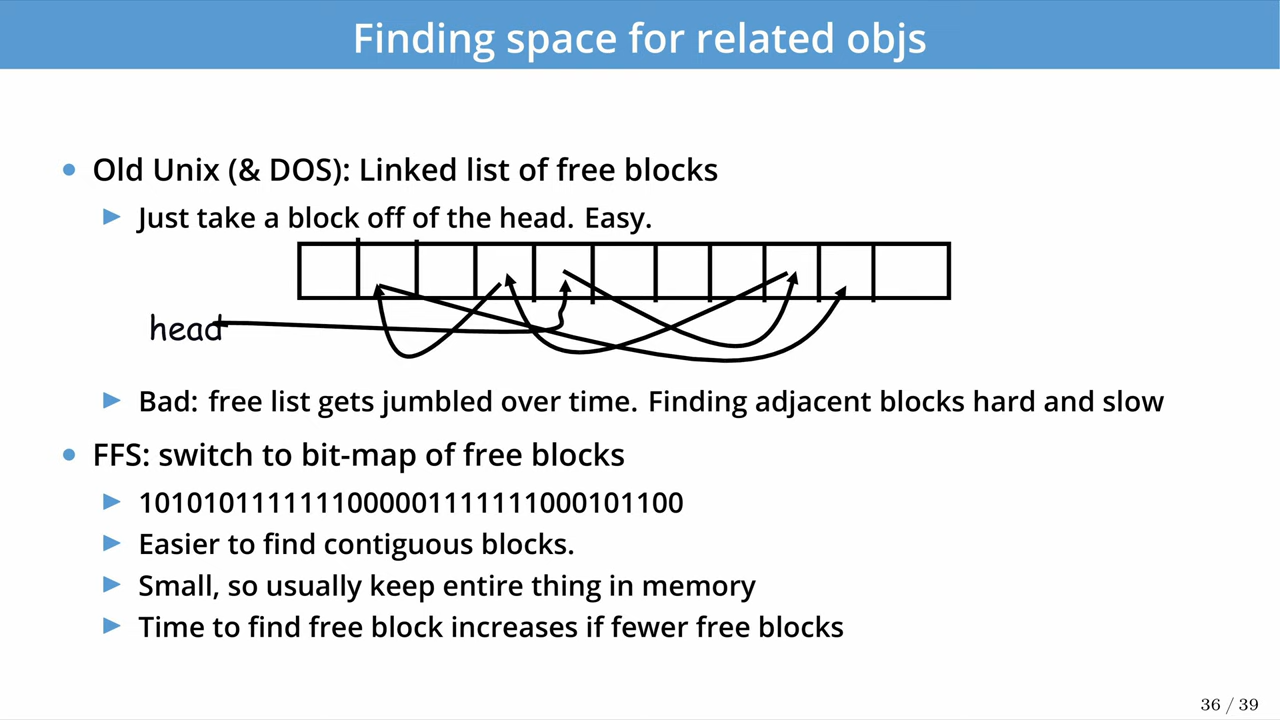 Finding space for related objs
Old Unix (& DOS): Linked list of free blocks
Just take a block off of the head. Easy.
head
Bad: free list gets jumbled over time. Finding adjacent blocks hard and slow
FFS: switch to bit-map of free blocks
1010101111111000001111111000101100
Easier to find contiguous blocks.
Small, so usually keep entire thing in memory
Time to find free block increases if fewer free blocks
36 / 39